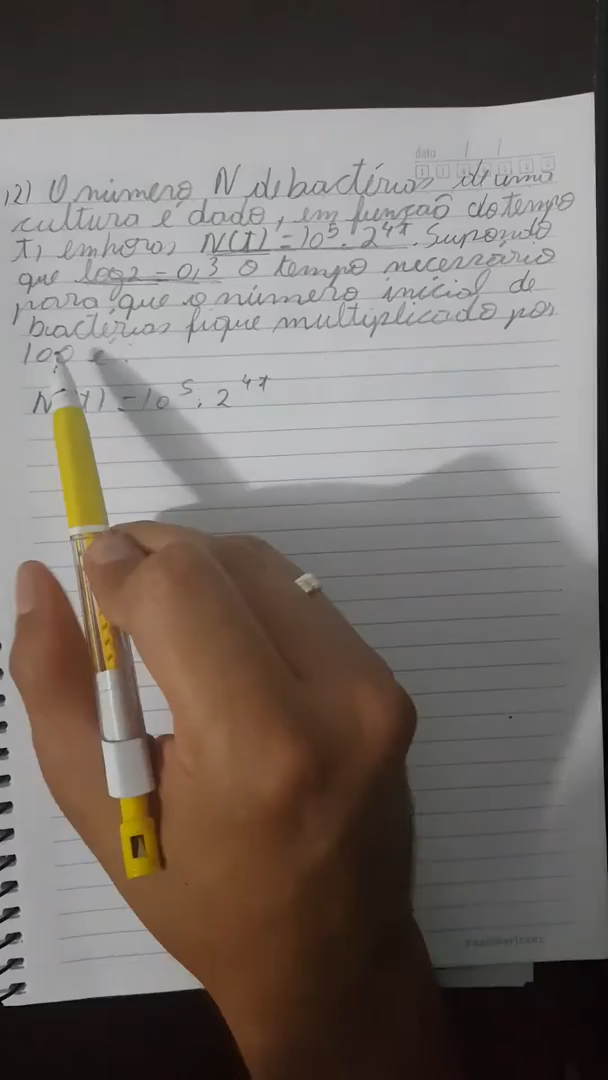 data / /
12) O número N de bactérias de uma
cultura é dado, em função do tempo
t, em horas N(t) = 10⁵ . 2⁴ᵗ. Supondo
que log2 = 0,3 o tempo necessário
para que o número inicial de
bactérias fique multiplicado por
100 é:
N(t) = 10⁵ . 2⁴ᵗ